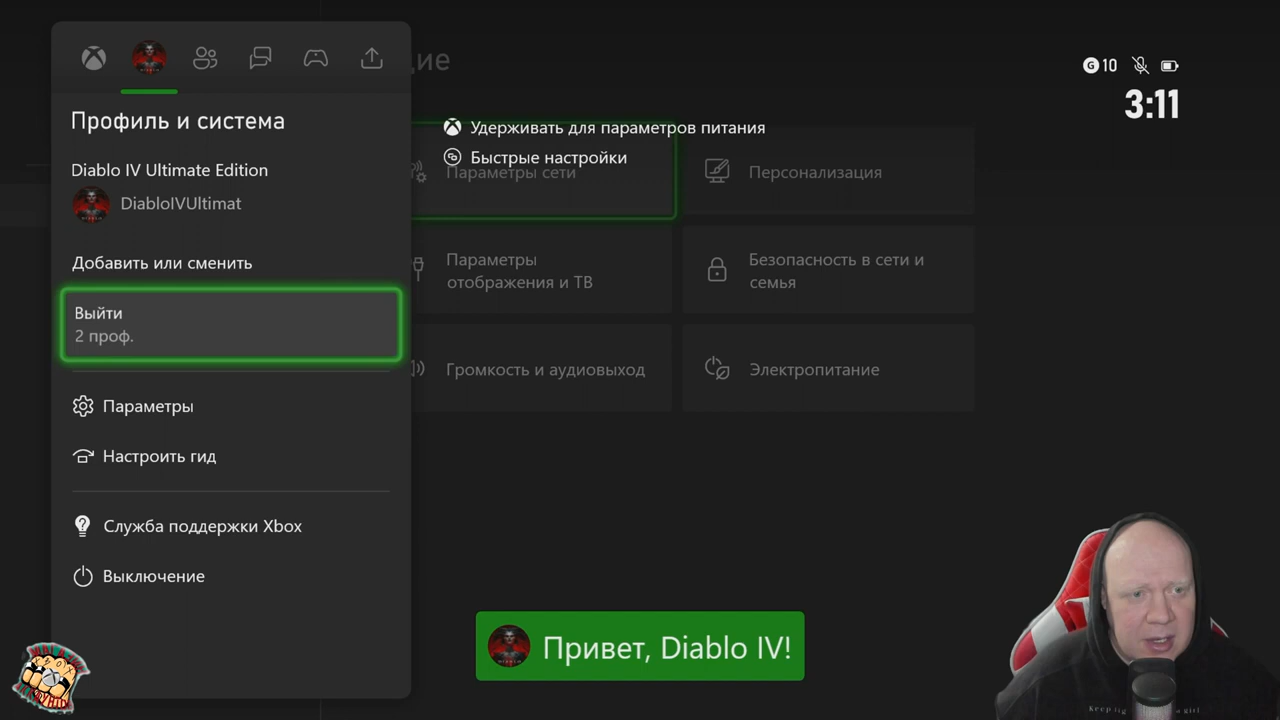 щие
10
3:11
Профиль и система
Удерживать для параметров питания
Быстрые настройки
Diablo IV Ultimate Edition
DiabloIVUltimat
Добавить или сменить
Выйти
2 проф.
Параметры
Настроить гид
Служба поддержки Xbox
Выключение
Параметры сети
Персонализация
Параметры
отображения и ТВ
Безопасность в сети и
семья
Громкость и аудиовыход
Электропитание
Привет, Diablo IV!